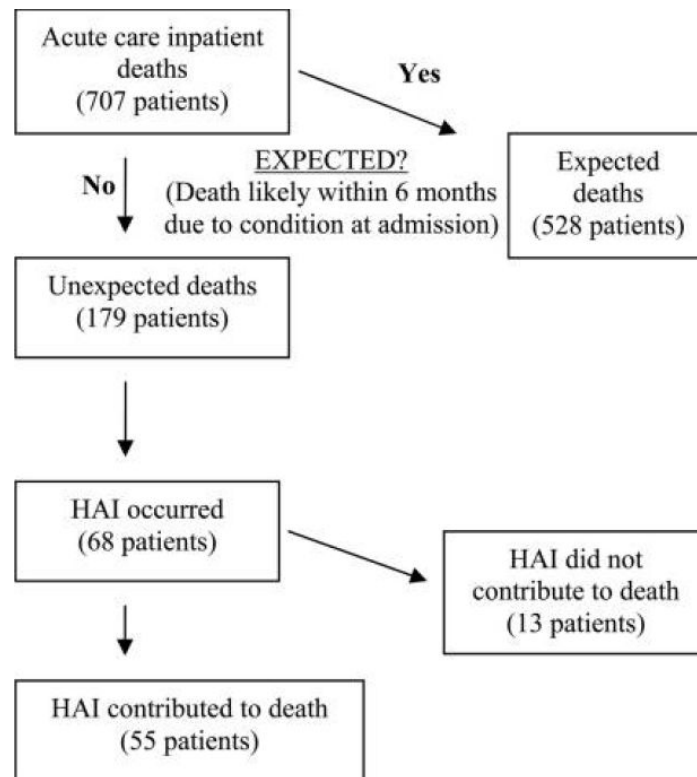 Acute care inpatient
deaths
(707 patients)
Yes
No
EXPECTED?
(Death likely within 6 months
due to condition at admission)
Expected
deaths
(528 patients)
Unexpected deaths
(179 patients)
HAI occurred
(68 patients)
HAI did not
contribute to death
(13 patients)
HAI contributed to death
(55 patients)